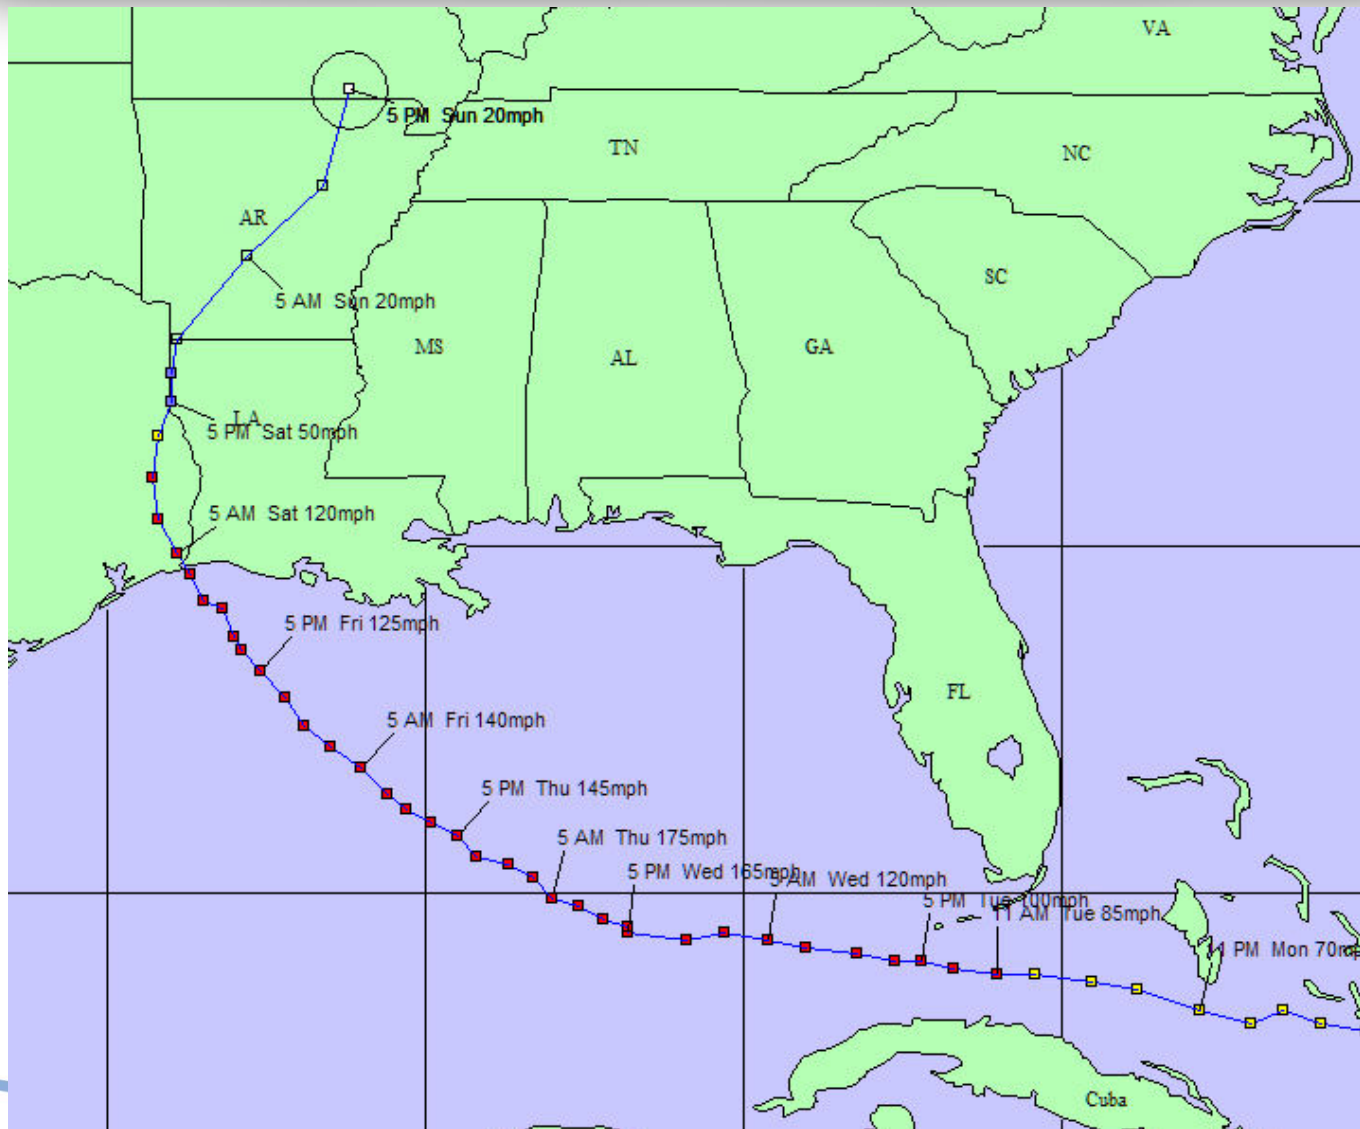 VA
5 PM Sun 20mph
TN
NC
AR
SC
5 AM Sun 20mph
MS
AL
GA
LA
5 PM Sat 50mph
5 AM Sat 120mph
5 PM Fri 125mph
FL
5 AM Fri 140mph
5 PM Thu 145mph
5 AM Thu 175mph
5 PM Wed 165mph
5 AM Wed 120mph
5 PM Tue 100mph
11 AM Tue 85mph
11 PM Mon 70mp
Cuba